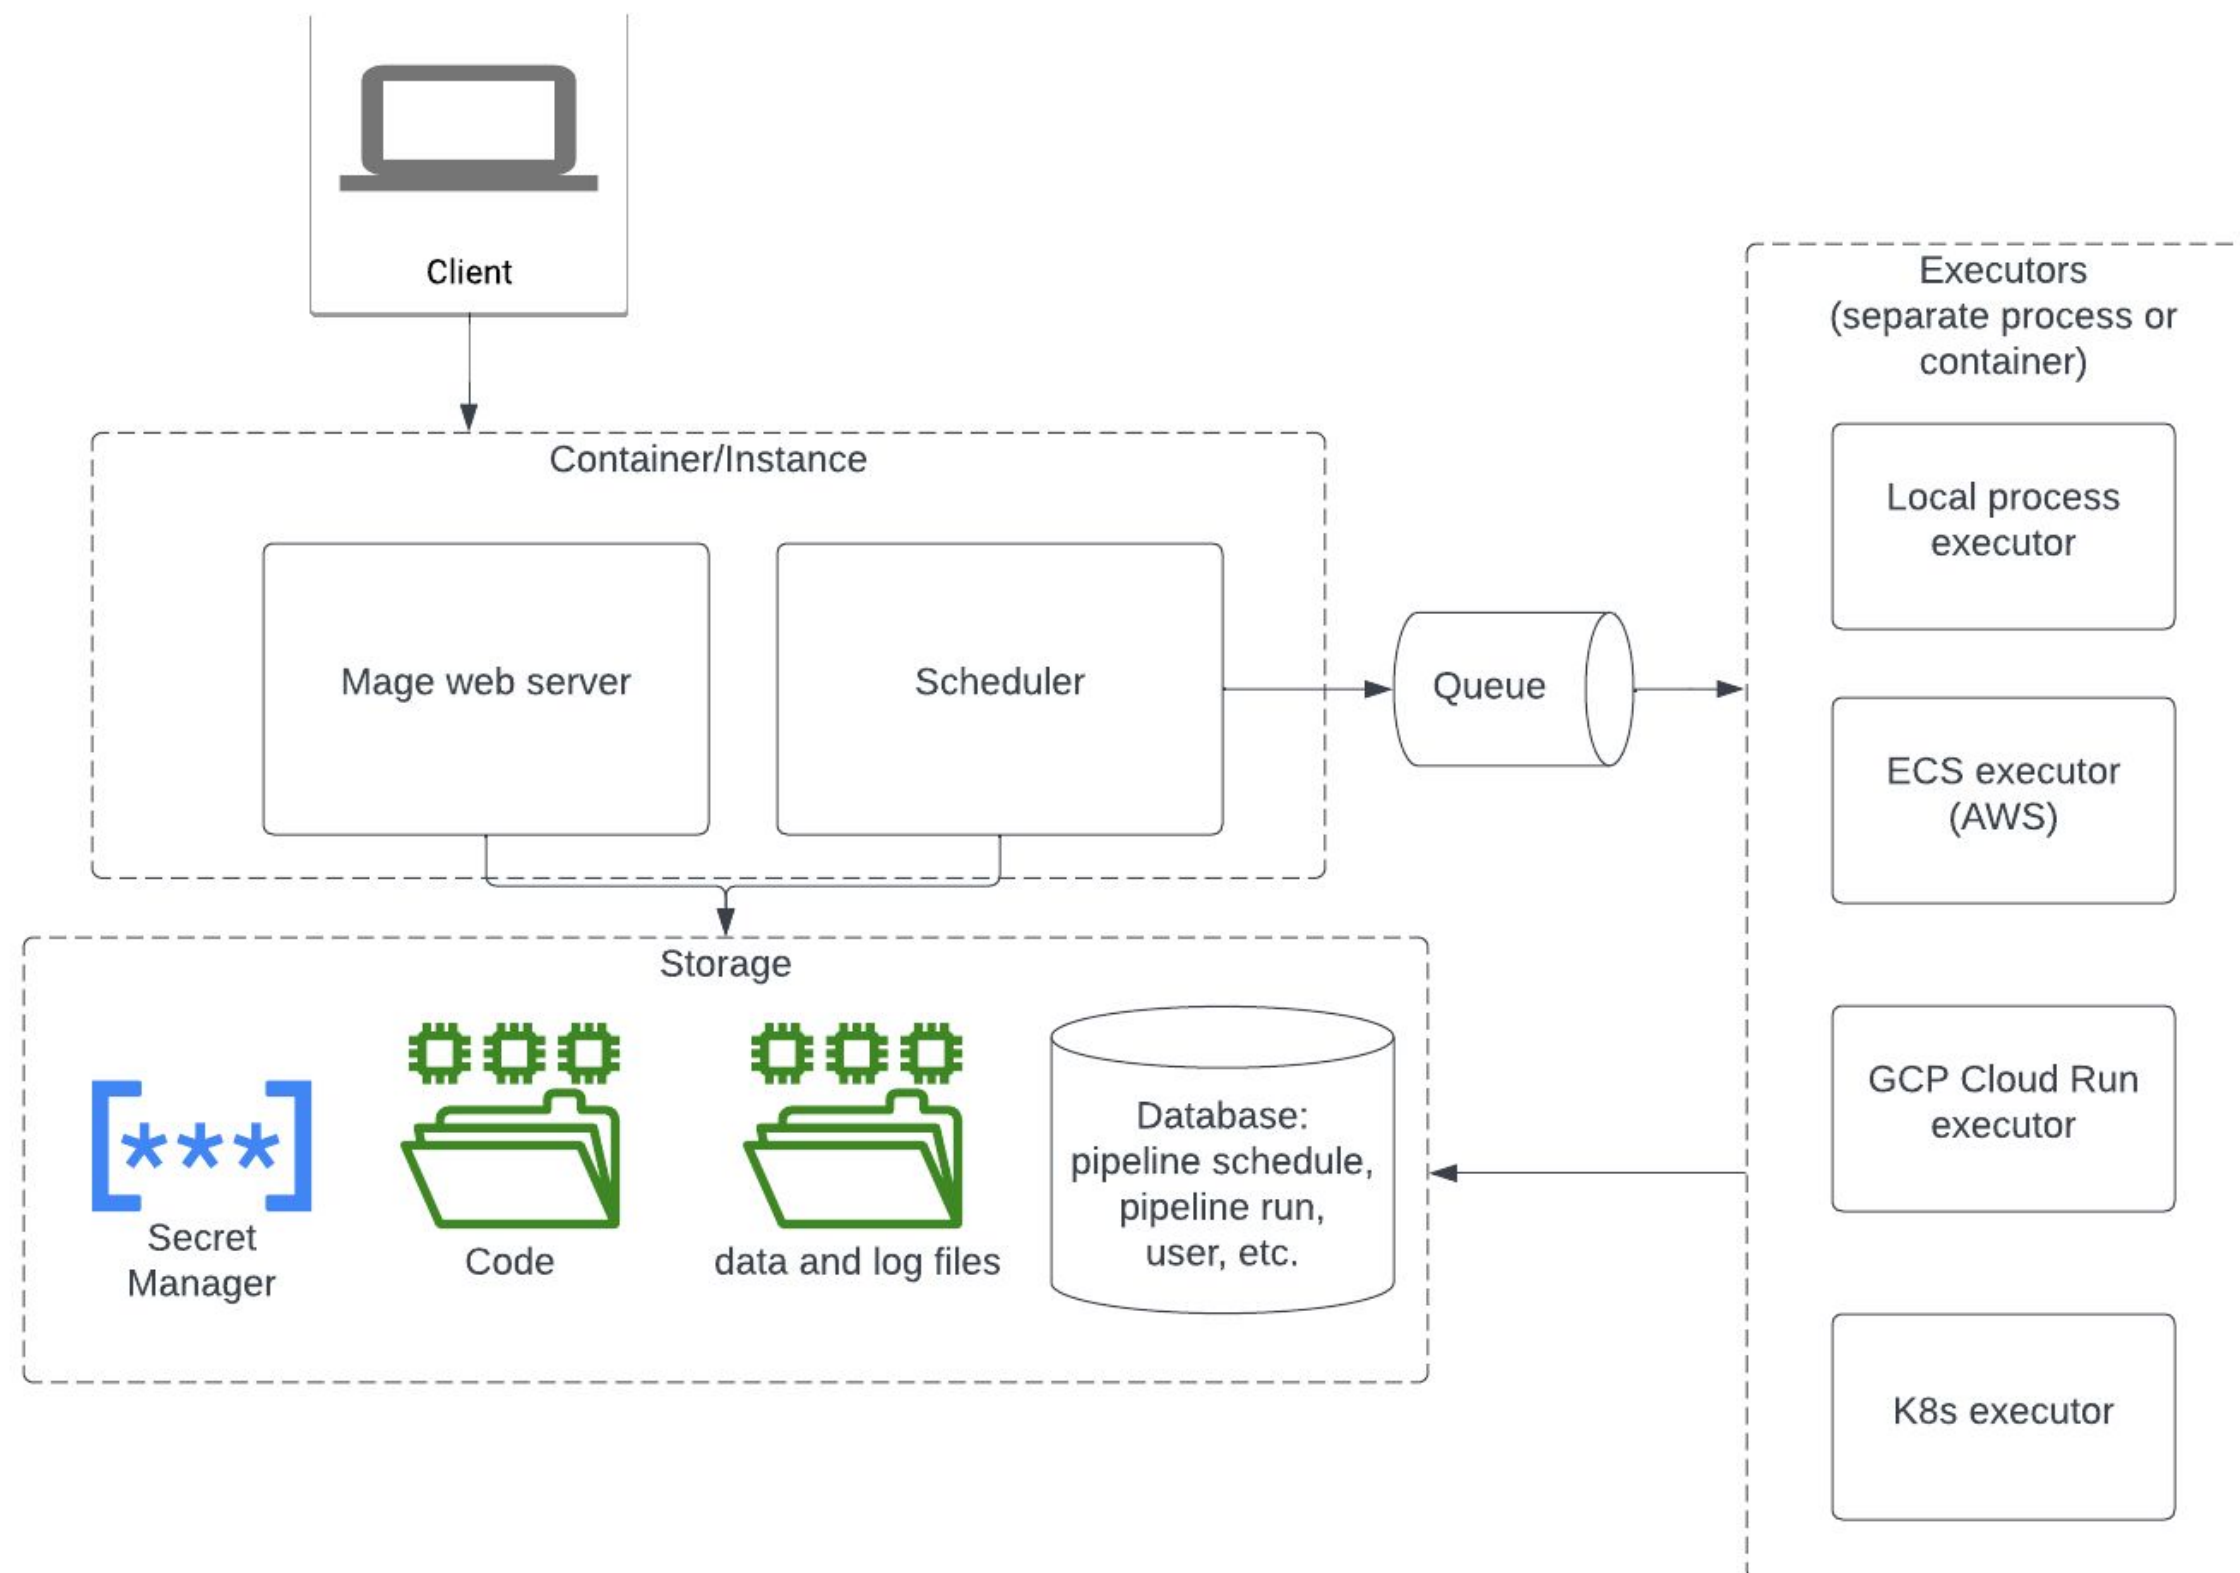 Client
Executors
(separate process or
container)
Container/Instance
Local process
executor
Mage web server
Scheduler
Queue
ECS executor
(AWS)
Storage
GCP Cloud Run
executor
Database:
pipeline schedule,
pipeline run,
user, etc.
[***]
Secret
Manager
Code
data and log files
K8s executor